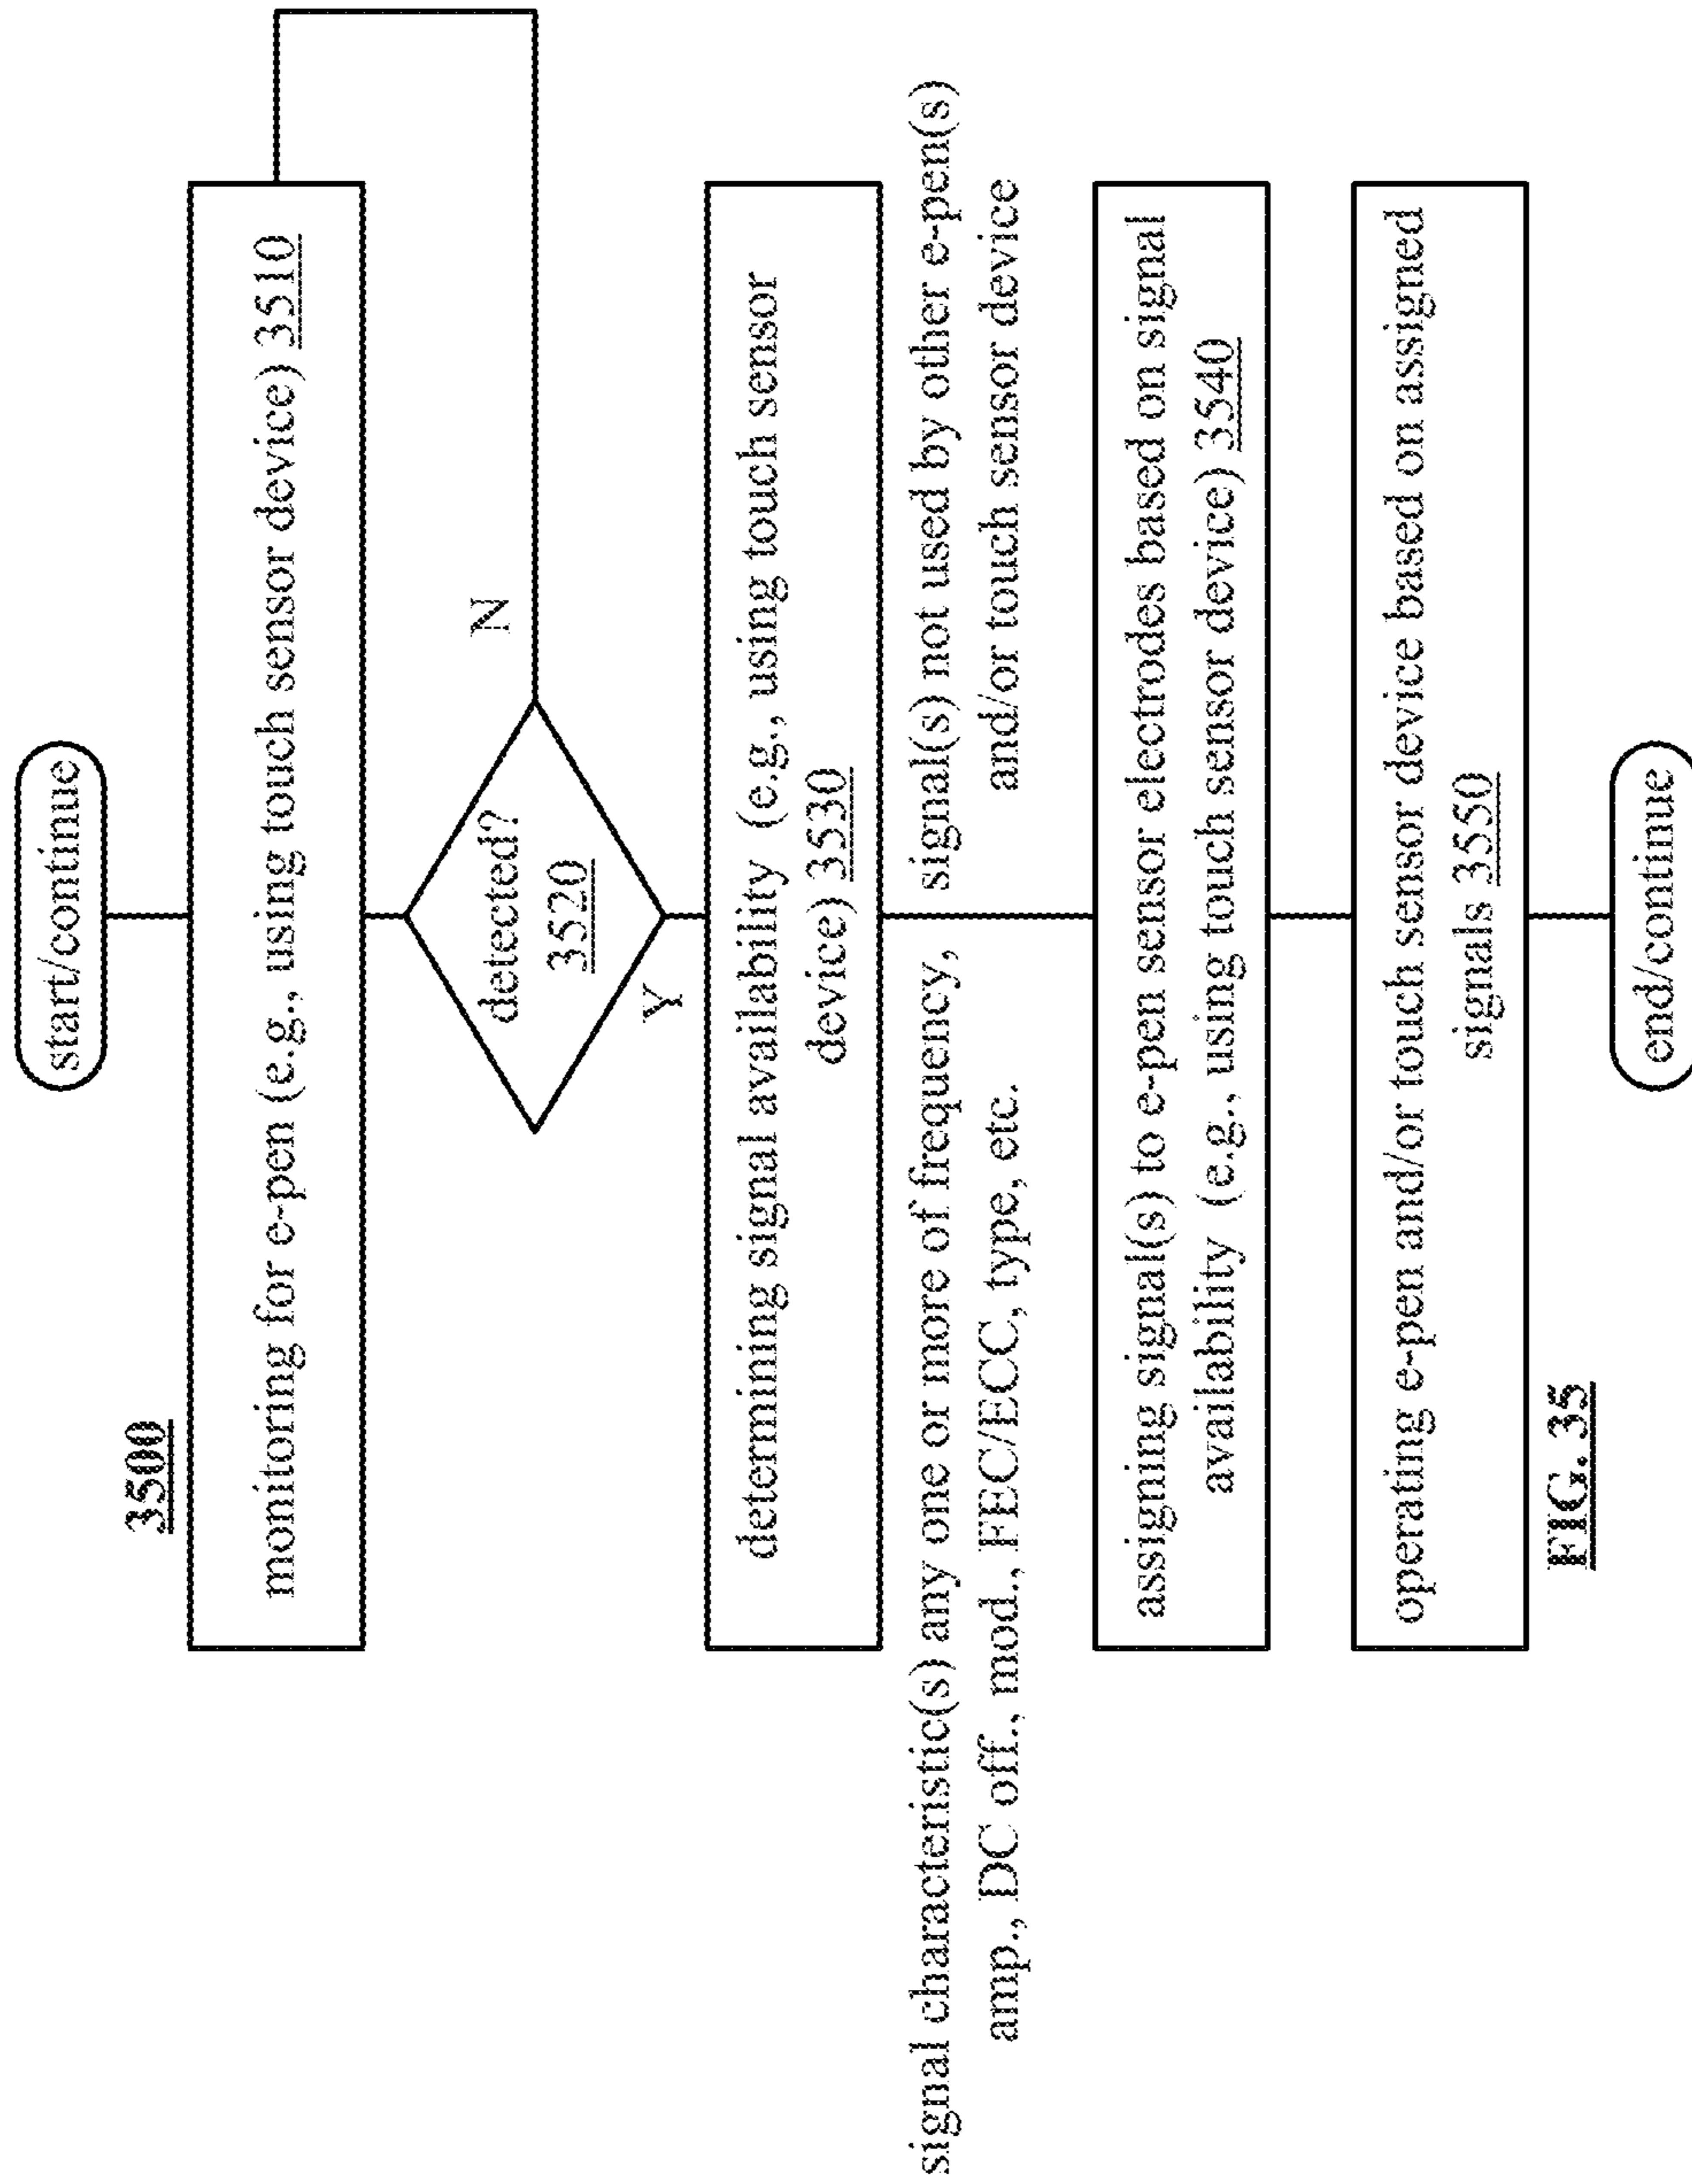 start/continue
3500
monitoring for e-pen (e.g., using touch sensor device) 3510
detected?
3520
N
Y
determining signal availability (e.g., using touch sensor
device) 3530
signal characteristic(s) any one or more of frequency,
amp., DC off., mod., FEC/ECC, type, etc.
signal(s) not used by other e-pen(s)
and/or touch sensor device
assigning signal(s) to e-pen sensor electrodes based on signal
availability (e.g., using touch sensor device) 3540
operating e-pen and/or touch sensor device based on assigned
signals 3550
FIG. 35
end/continue